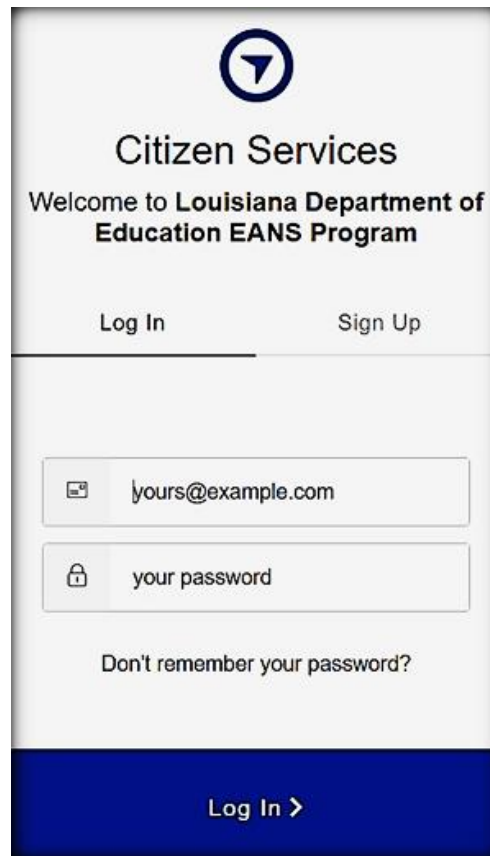 Citizen Services
Welcome to Louisiana Department of
Education EANS Program
Log In Sign Up
yours@example.com
your password
Don't remember your password?
Log In >